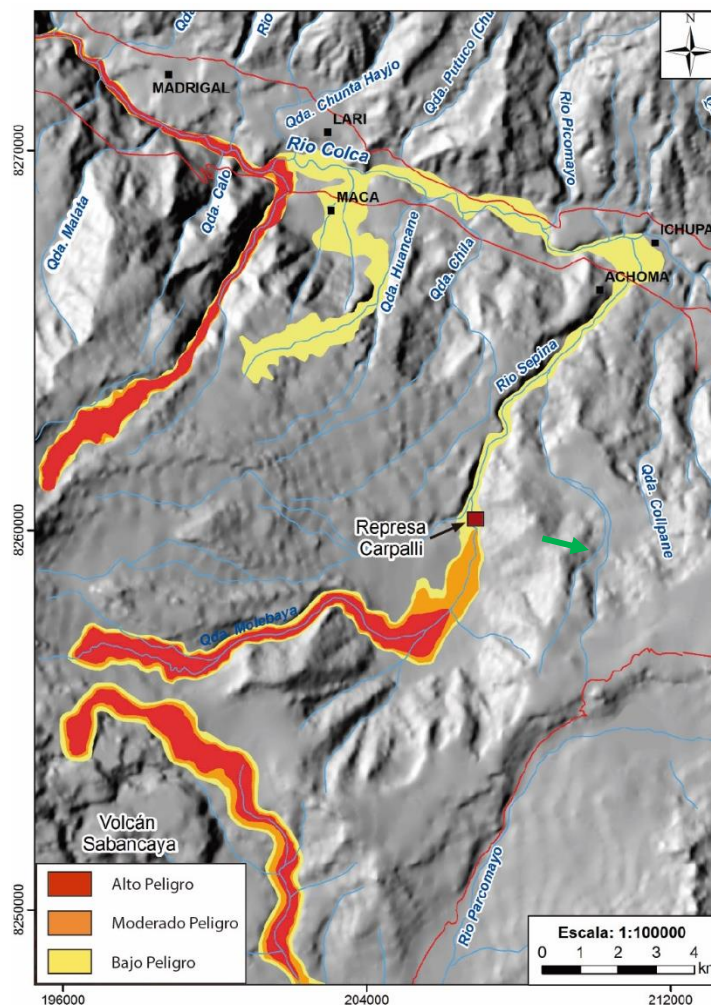 N
Qda. Chunta Hayjo
Qda. Putuco (Chu
Rio
MADRIGAL
LARI
Rio Colca
Rio Picomayo
8270000
Qda. Malata
Qda. Calo
MACA
Qda. Huancane
Qda. Chila
ICHUPA
ACHOMA
Rio Sepina
Qda. Collpane
8260000
Represa
Carpalli
Qda. Molebaya
Volcán
Sabancaya
Rio Parcomayo
8250000
Alto Peligro
Moderado Peligro
Bajo Peligro
Escala: 1:100000
0 1 2 3 4
km
196000
204000
212000